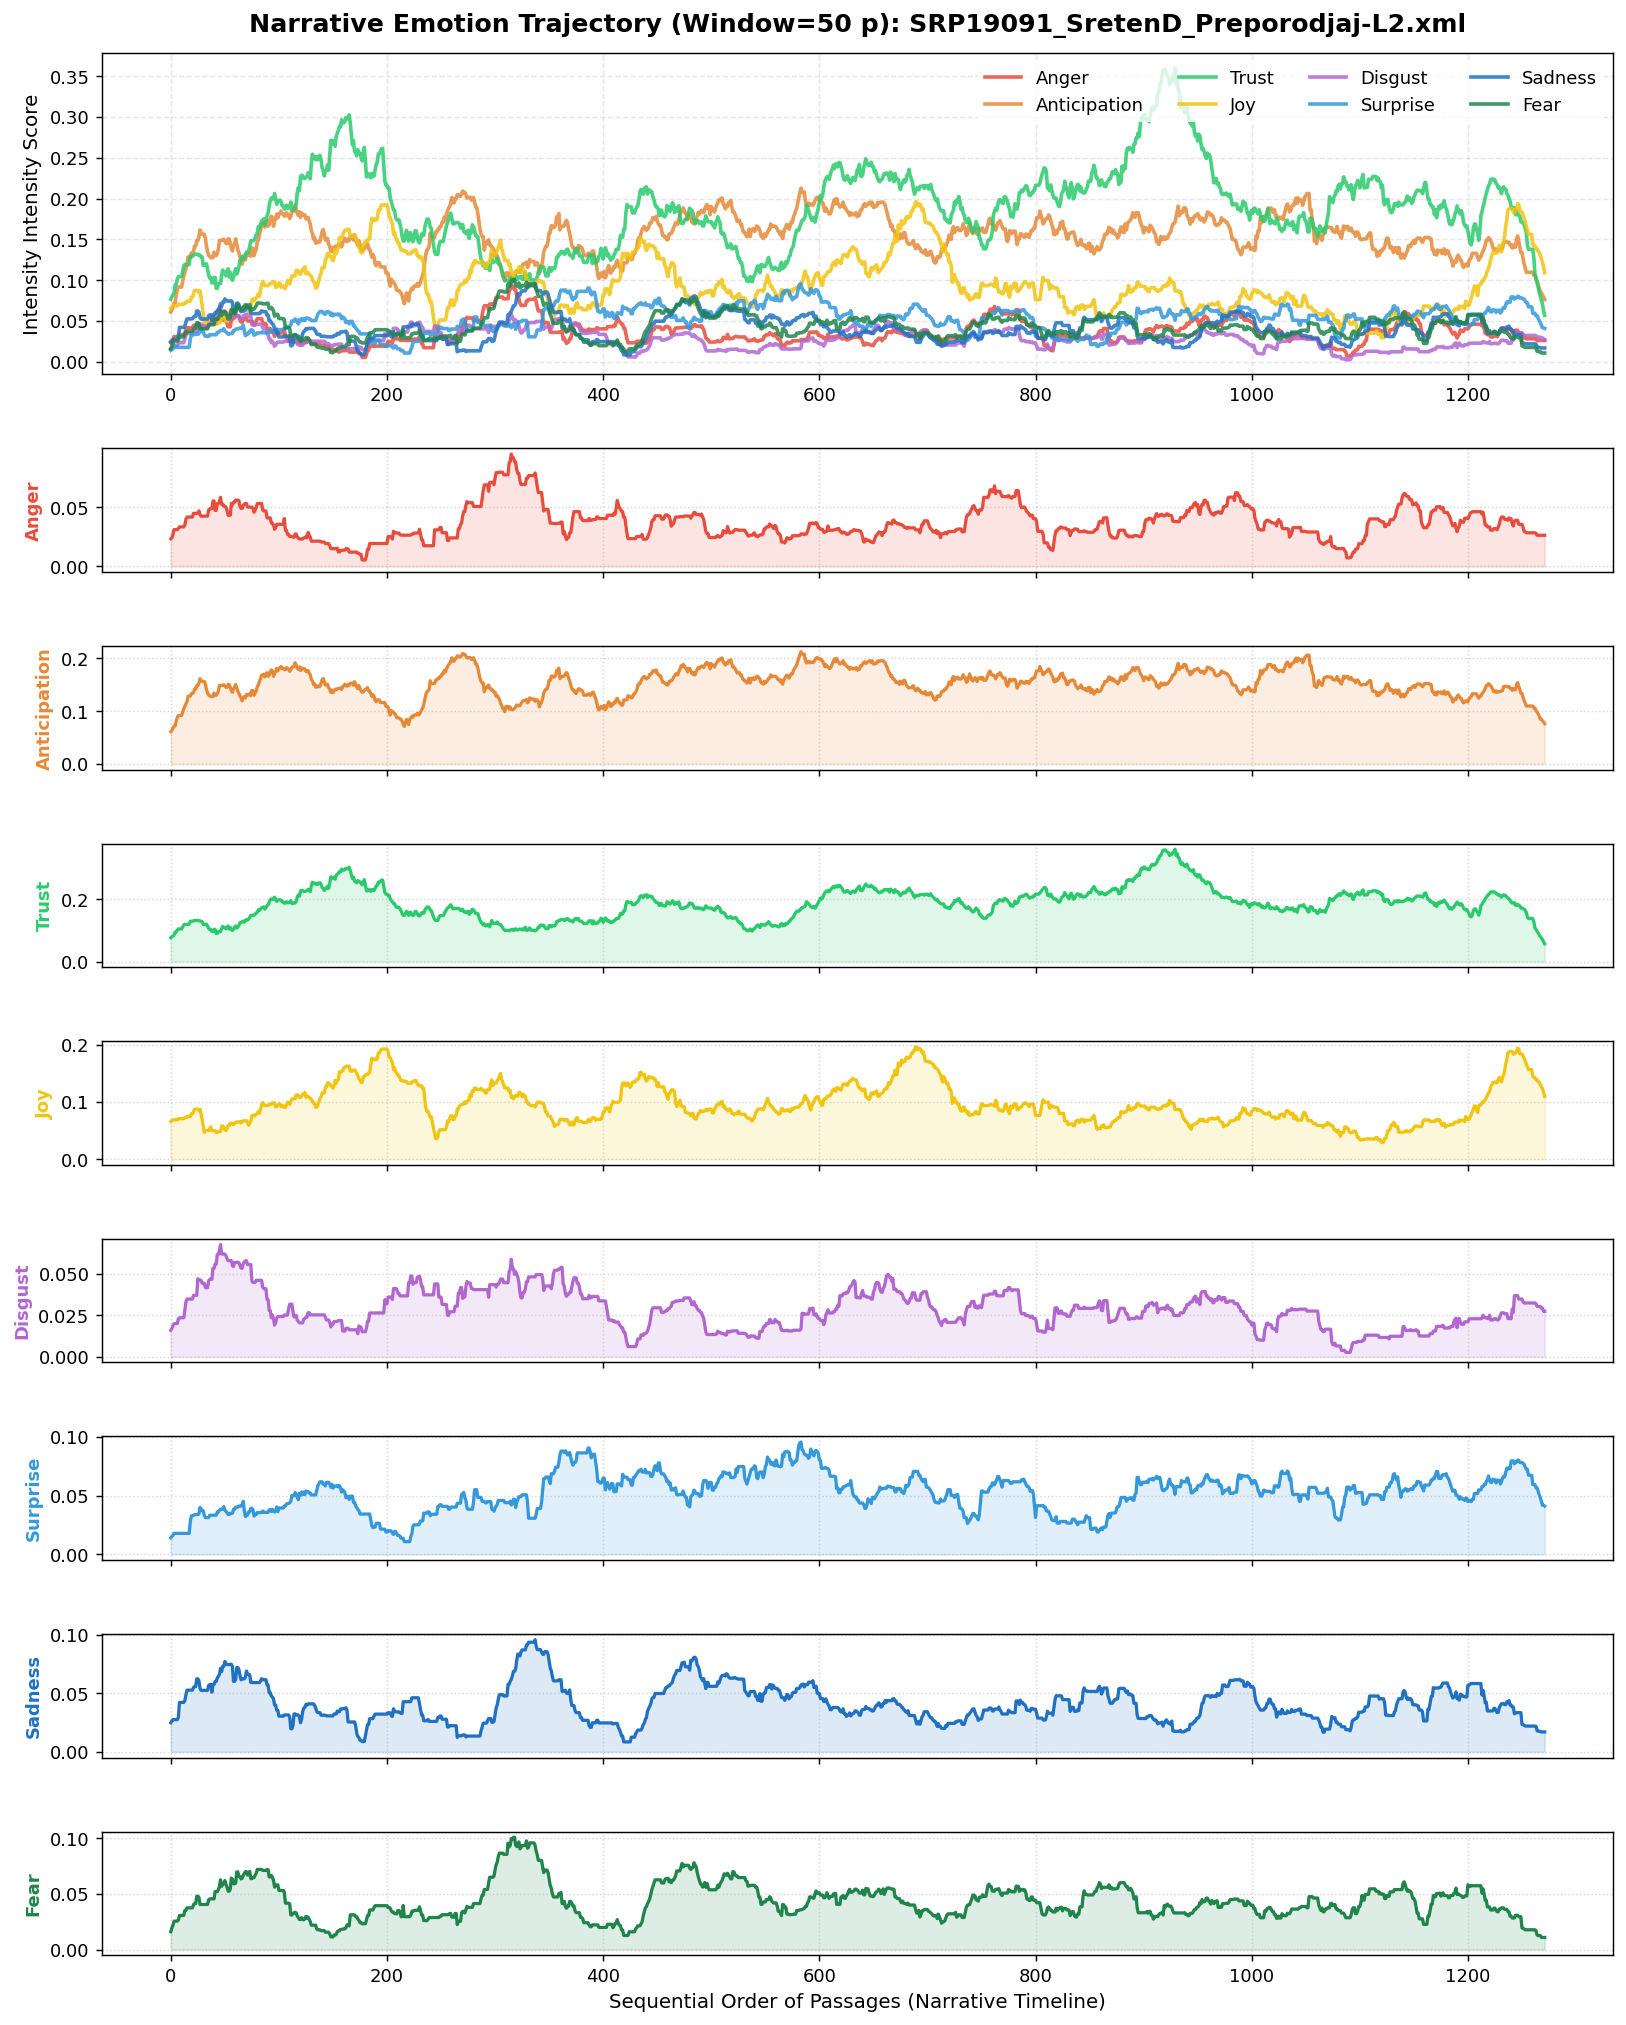 Narrative Emotion Trajectory (Window=50 p): SRP19091_SretenD_Preporodjaj-L2.xml
Intensity Intensity Score
0.35
0.30
0.25
0.20
0.15
0.10
0.05
0.00
Anger Trust Disgust Sadness
Anticipation Joy Surprise Fear
0 200 400 600 800 1000 1200
Anger
0.05
0.00
Anticipation
0.2
0.1
0.0
Trust
0.2
0.0
Joy
0.2
0.1
0.0
Disgust
0.050
0.025
0.000
Surprise
0.10
0.05
0.00
Sadness
0.10
0.05
0.00
Fear
0.10
0.05
0.00
0 200 400 600 800 1000 1200
Sequential Order of Passages (Narrative Timeline)